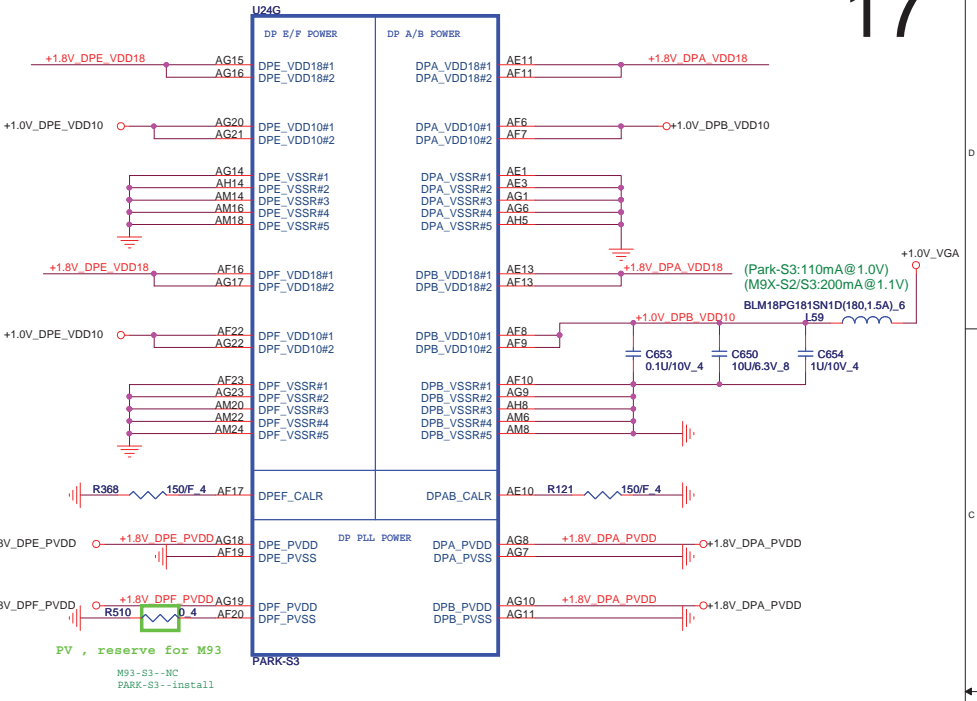 17
U24G
DP E/F POWER
DP A/B POWER
+1.8V_DPE_VDD18 AG15 DPE_VDD18#1 DPA_VDD18#1 AE11 +1.8V_DPA_VDD18
AG16 DPE_VDD18#2 DPA_VDD18#2 AF11
+1.0V_DPE_VDD10 AG20 DPE_VDD10#1 DPA_VDD10#1 AF6 +1.0V_DPB_VDD10
AG21 DPE_VDD10#2 DPA_VDD10#2 AF7
D
AG14 DPE_VSSR#1 DPA_VSSR#1 AE1
AH14 DPE_VSSR#2 DPA_VSSR#2 AE3
AM14 DPE_VSSR#3 DPA_VSSR#3 AG1
AM16 DPE_VSSR#4 DPA_VSSR#4 AG6
AM18 DPE_VSSR#5 DPA_VSSR#5 AH5
+1.0V_VGA
+1.8V_DPE_VDD18 AF16 DPF_VDD18#1 DPB_VDD18#1 AE13 +1.8V_DPA_VDD18
AG17 DPF_VDD18#2 DPB_VDD18#2 AF13
(Park-S3:110mA@1.0V)
(M9X-S2/S3:200mA@1.1V)
BLM18PG181SN1D(180,1.5A)_6
L59
+1.0V_DPE_VDD10 AF22 DPF_VDD10#1 DPB_VDD10#1 AF8 +1.0V_DPB_VDD10
AG22 DPF_VDD10#2 DPB_VDD10#2 AF9
C653 C650 C654
0.1U/10V_4 10U/6.3V_8 1U/10V_4
AF23 DPF_VSSR#1 DPB_VSSR#1 AF10
AG23 DPF_VSSR#2 DPB_VSSR#2 AG9
AM20 DPF_VSSR#3 DPB_VSSR#3 AH8
AM22 DPF_VSSR#4 DPB_VSSR#4 AM6
AM24 DPF_VSSR#5 DPB_VSSR#5 AM8
R368 150/F_4 AF17 DPEF_CALR DPAB_CALR AE10 R121 150/F_4
C
DP PLL POWER
8V_DPE_PVDD +1.8V_DPE_PVDD AG18 DPE_PVDD DPA_PVDD AG8 +1.8V_DPA_PVDD +1.8V_DPA_PVDD
AF19 DPE_PVSS DPA_PVSS AG7
8V_DPF_PVDD +1.8V_DPF_PVDD AG19 DPF_PVDD DPB_PVDD AG10 +1.8V_DPA_PVDD +1.8V_DPA_PVDD
R510 0_4 AF20 DPF_PVSS DPB_PVSS AG11
PV , reserve for M93
M93-S3--NC
PARK-S3--install
PARK-S3